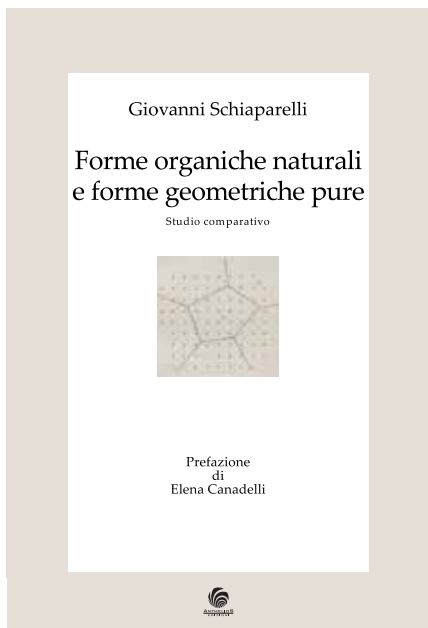 Giovanni Schiaparelli
Forme organiche naturali
e forme geometriche pure
Studio comparativo
Prefazione
di
Elena Canadelli